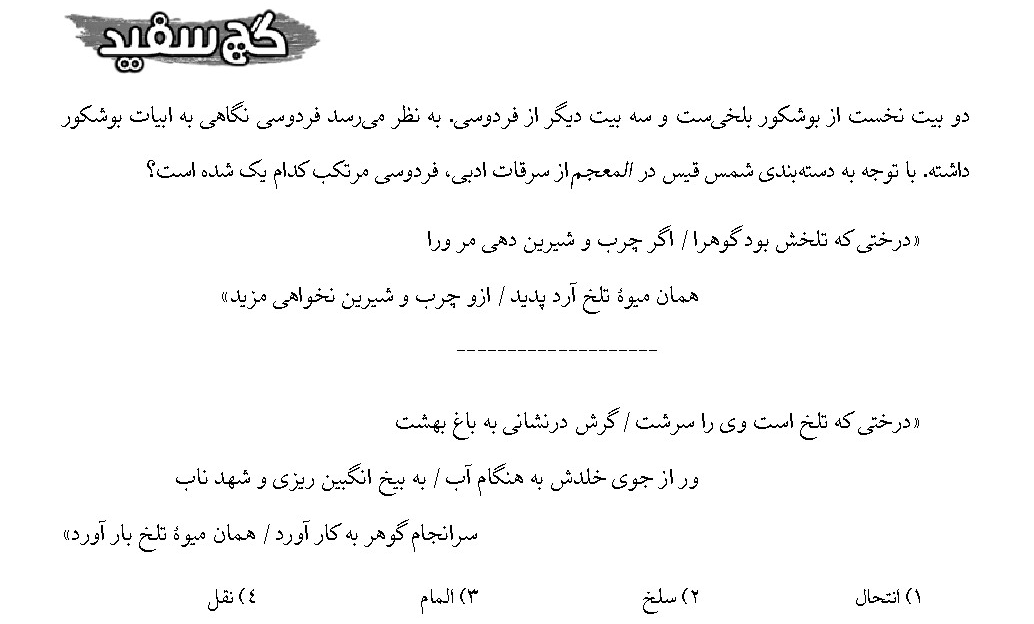 گچ سفید
دو بیت نخست از بوشکور بلخی‌ست و سه بیت دیگر از فردوسی. به نظر می‌رسد فردوسی نگاهی به ابیات بوشکور
داشته. با توجه به دسته‌بندی شمس قیس در المعجم از سرقات ادبی، فردوسی مرتکب کدام یک شده است؟
«درختی که تلخش بود گوهرا / اگر چرب و شیرین دهی مر ورا
همان میوهٔ تلخ آرد پدید / ازو چرب و شیرین نخواهی مزید»
--------------------
«درختی که تلخ است وی را سرشت / گرش درنشانی به باغ بهشت
ور از جوی خلدش به هنگام آب / به بیخ انگبین ریزی و شهد ناب
سرانجام گوهر به کار آورد / همان میوهٔ تلخ بار آورد»
۱) انتحال ۲) سلخ ۳) المام ٤) نقل